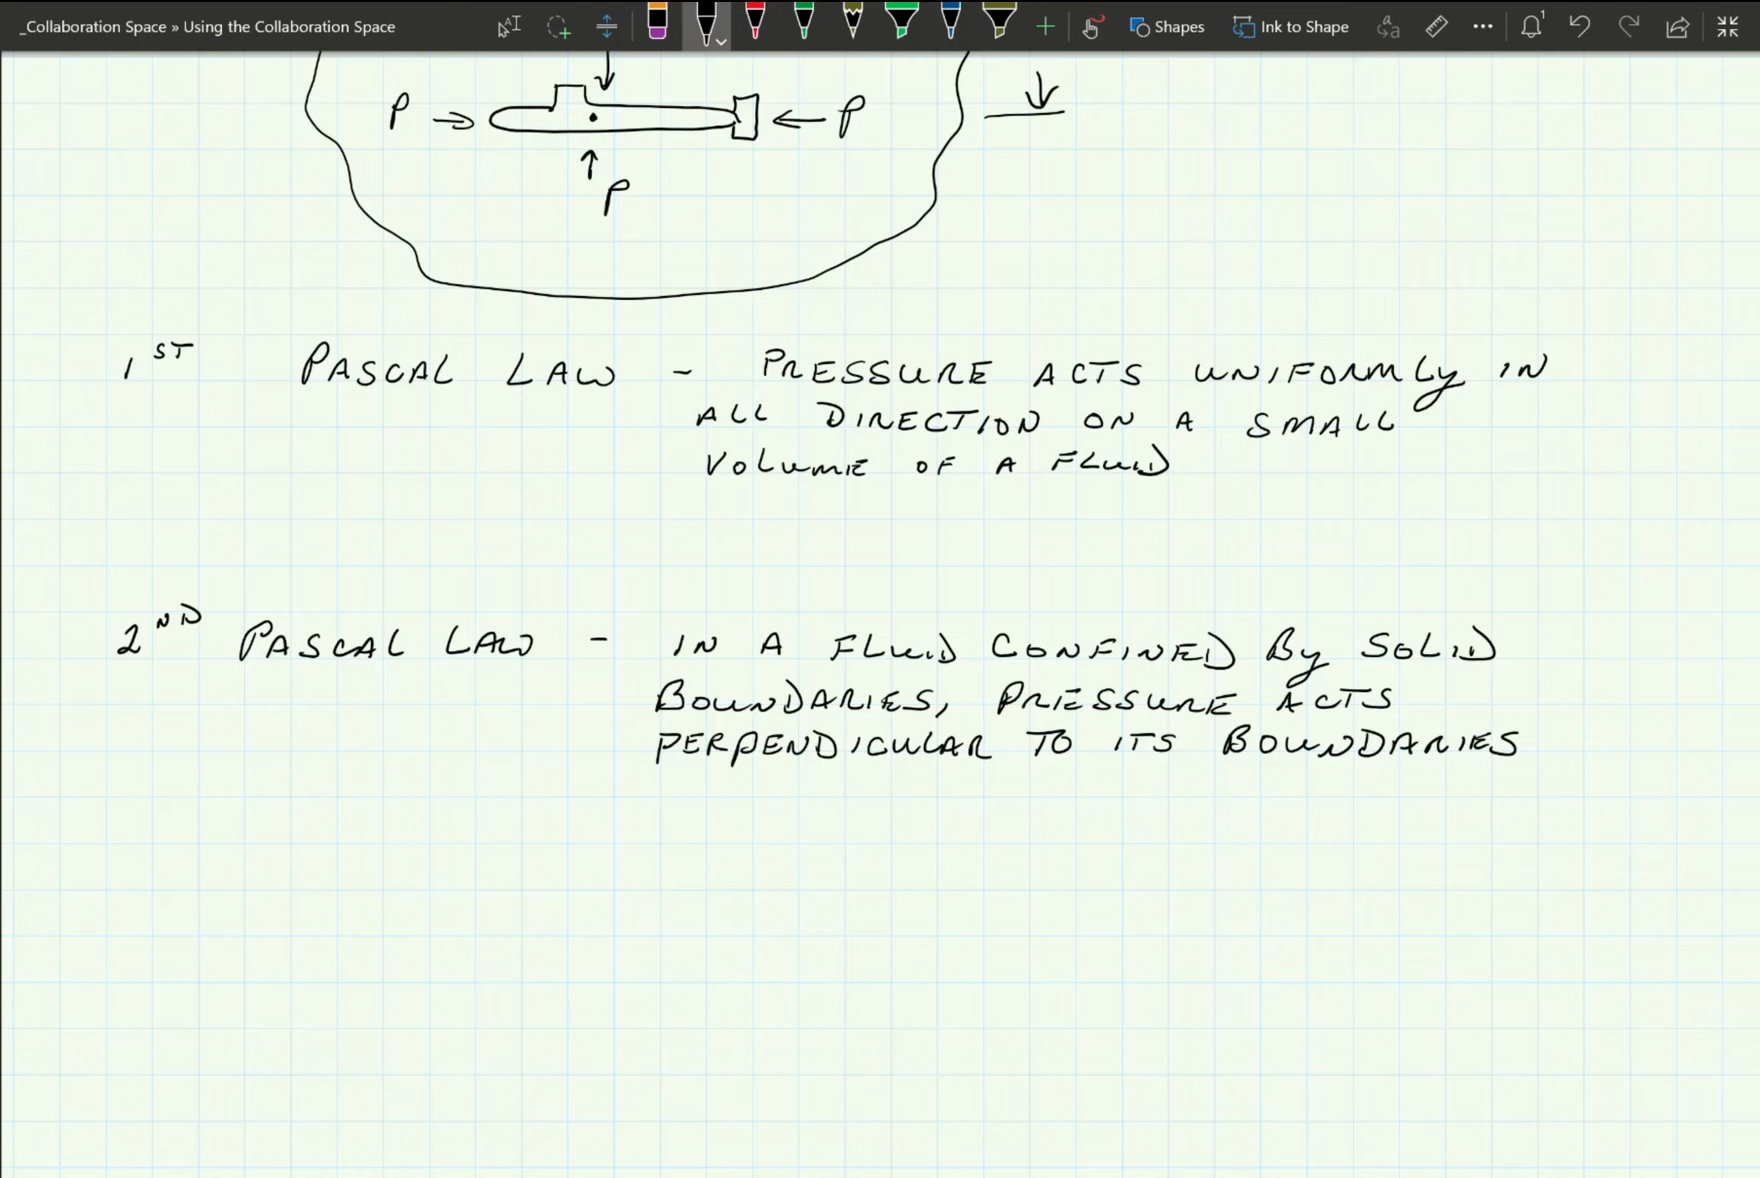 _Collaboration Space » Using the Collaboration Space
Shapes
Ink to Shape
1
P → ← P
P
1ST PASCAL LAW - PRESSURE ACTS UNIFORMLY IN
ALL DIRECTION ON A SMALL
VOLUME OF A FLUID
2ND PASCAL LAW - IN A FLUID CONFINED By SOLID
BOUNDARIES, PRESSURE ACTS
PERPENDICULAR TO ITS BOUNDARIES